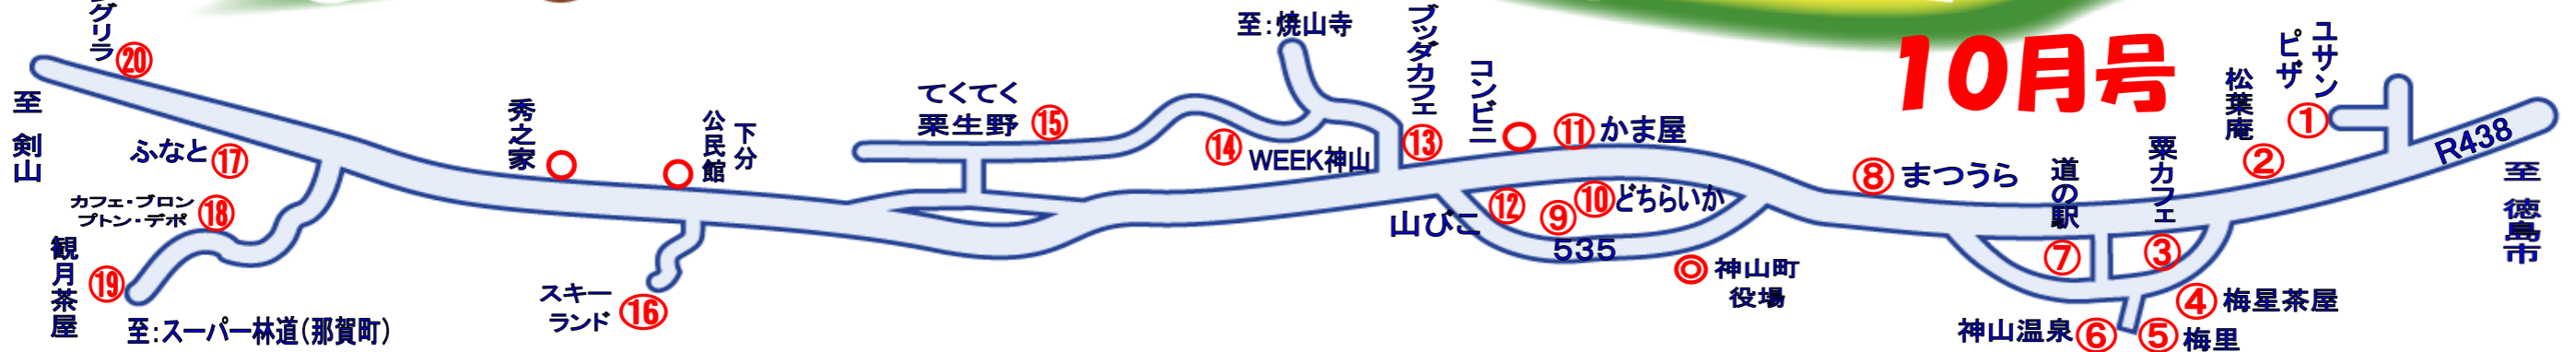 グリラ
⑳
至 剣山
ふなと ⑰
カフェ・ブロン
プトン・デポ ⑱
観月茶屋
⑲
至:スーパー林道(那賀町)
秀之家
下分
公民館
スキー
ランド ⑯
てくてく
粟生野 ⑮
至:焼山寺
⑭
WEEK神山
ブッダカフェ
⑬
コンビニ
⑪ かま屋
山びこ
⑫
⑨
⑩ どちらいか
535
神山町
役場
10月号
⑧ まつうら
道の駅
⑦
粟カフェ
③
④ 梅星茶屋
神山温泉 ⑥
⑤ 梅里
松葉庵
②
ユサン
ピザ
①
R438
至 徳島市